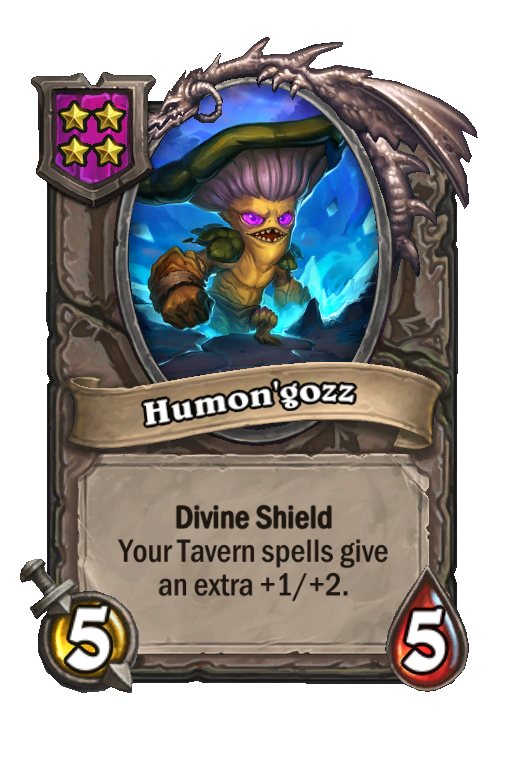 Humon'gozz
Divine Shield
Your Tavern spells give
an extra +1/+2.
5
5